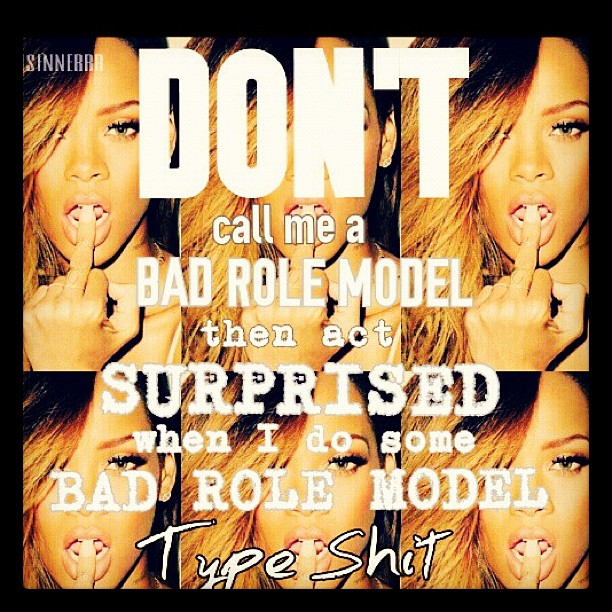 SINNERRR
DON'T
call me a
BAD ROLE MODEL
then act
SURPRISED
when I do some
BAD ROLE MODEL
Type Shit